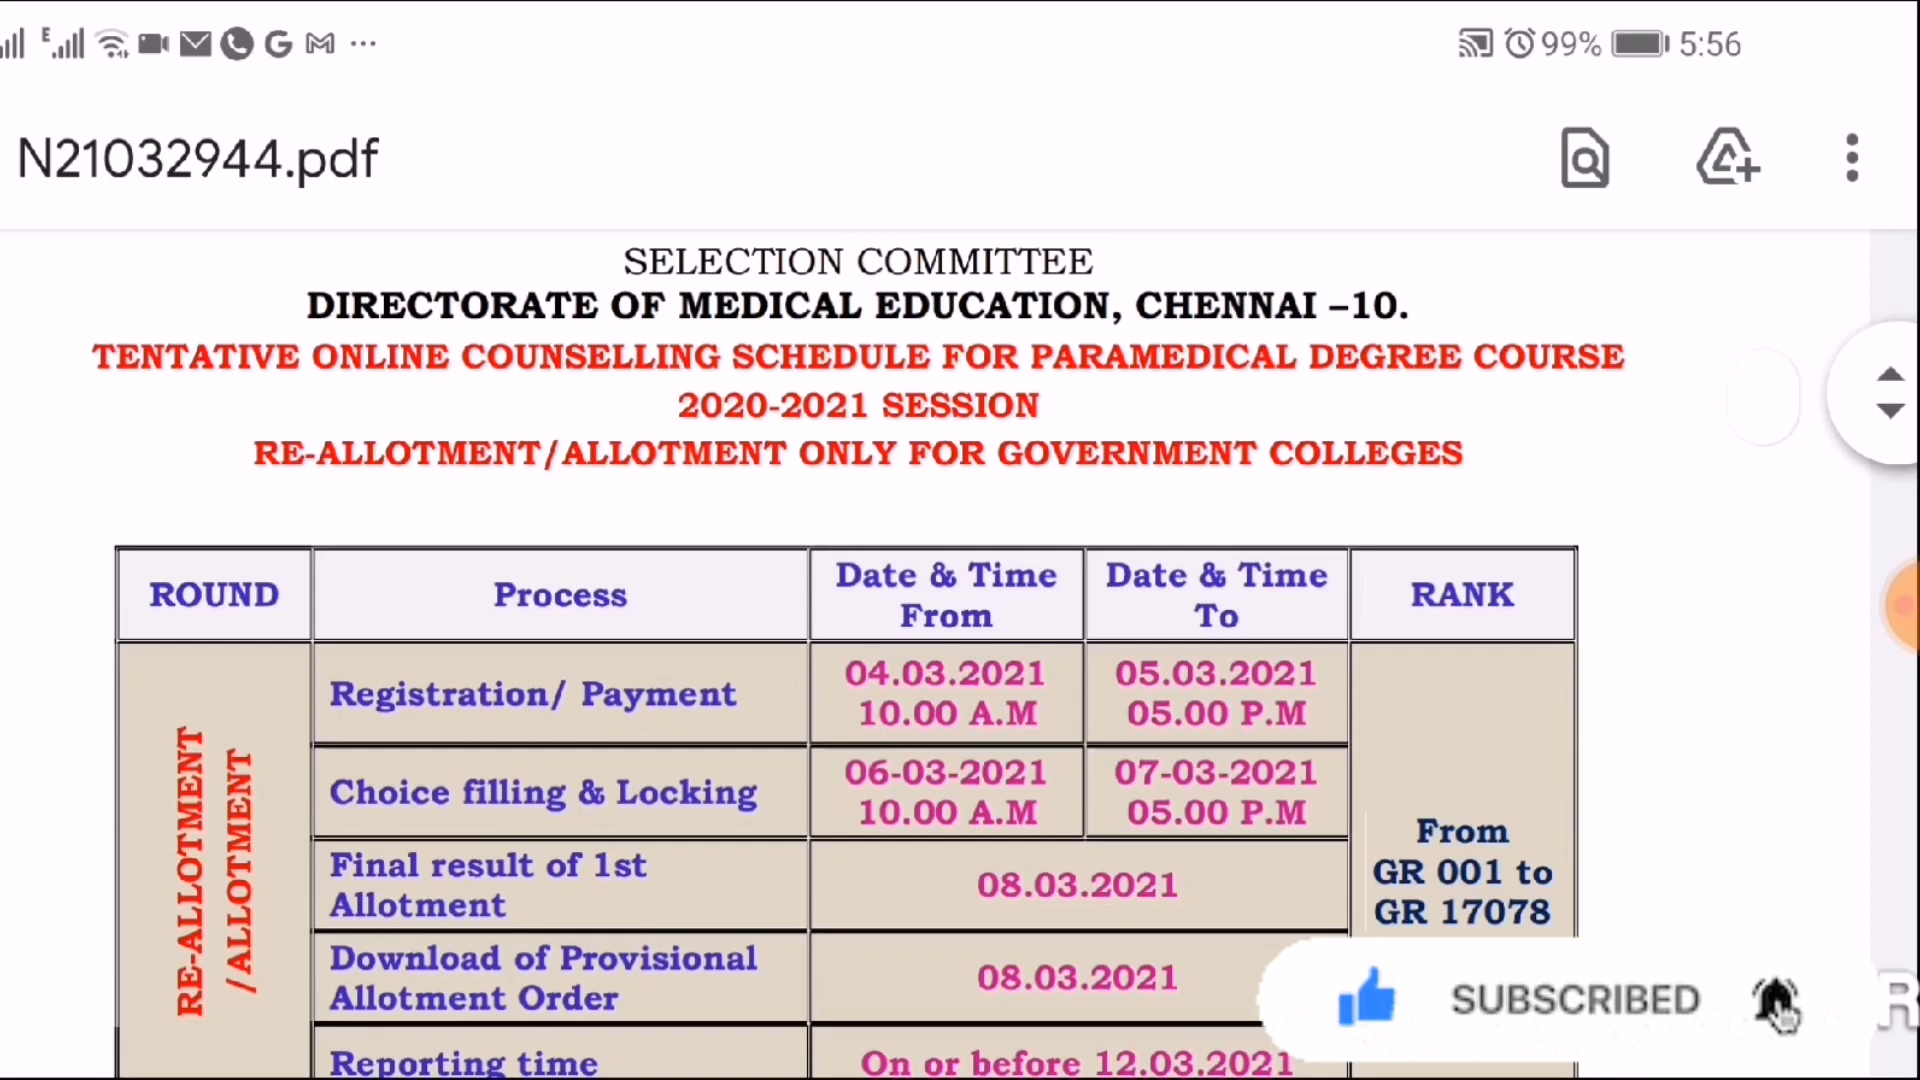 E
99%
5:56
N21032944.pdf
SELECTION COMMITTEE
DIRECTORATE OF MEDICAL EDUCATION, CHENNAI –10.
TENTATIVE ONLINE COUNSELLING SCHEDULE FOR PARAMEDICAL DEGREE COURSE
2020-2021 SESSION
RE-ALLOTMENT/ALLOTMENT ONLY FOR GOVERNMENT COLLEGES
ROUND
Process
Date & Time
From
Date & Time
To
RANK
RE-ALLOTMENT
/ALLOTMENT
Registration/ Payment
04.03.2021
10.00 A.M
05.03.2021
05.00 P.M
Choice filling & Locking
06-03-2021
10.00 A.M
07-03-2021
05.00 P.M
From
GR 001 to
GR 17078
Final result of 1st
Allotment
08.03.2021
Download of Provisional
Allotment Order
08.03.2021
Reporting time
On or before 12.03.2021
SUBSCRIBED
R